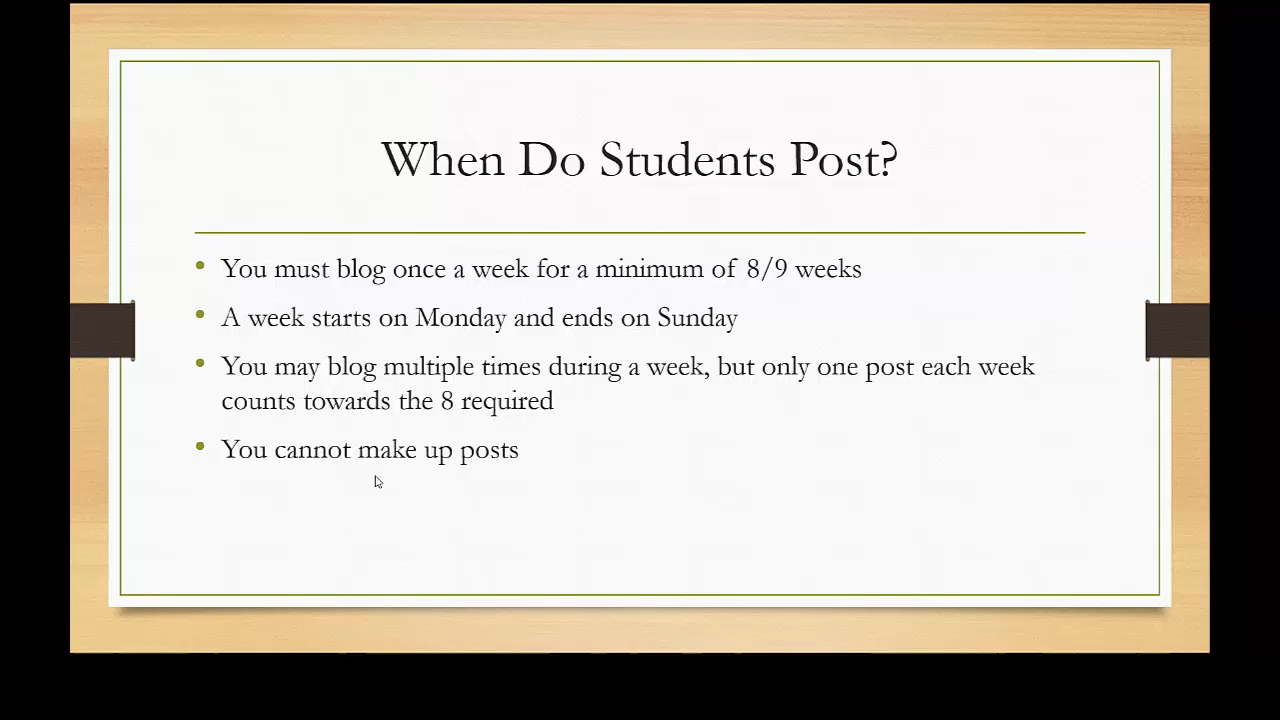 When Do Students Post?
• You must blog once a week for a minimum of 8/9 weeks
• A week starts on Monday and ends on Sunday
• You may blog multiple times during a week, but only one post each week
counts towards the 8 required
• You cannot make up posts